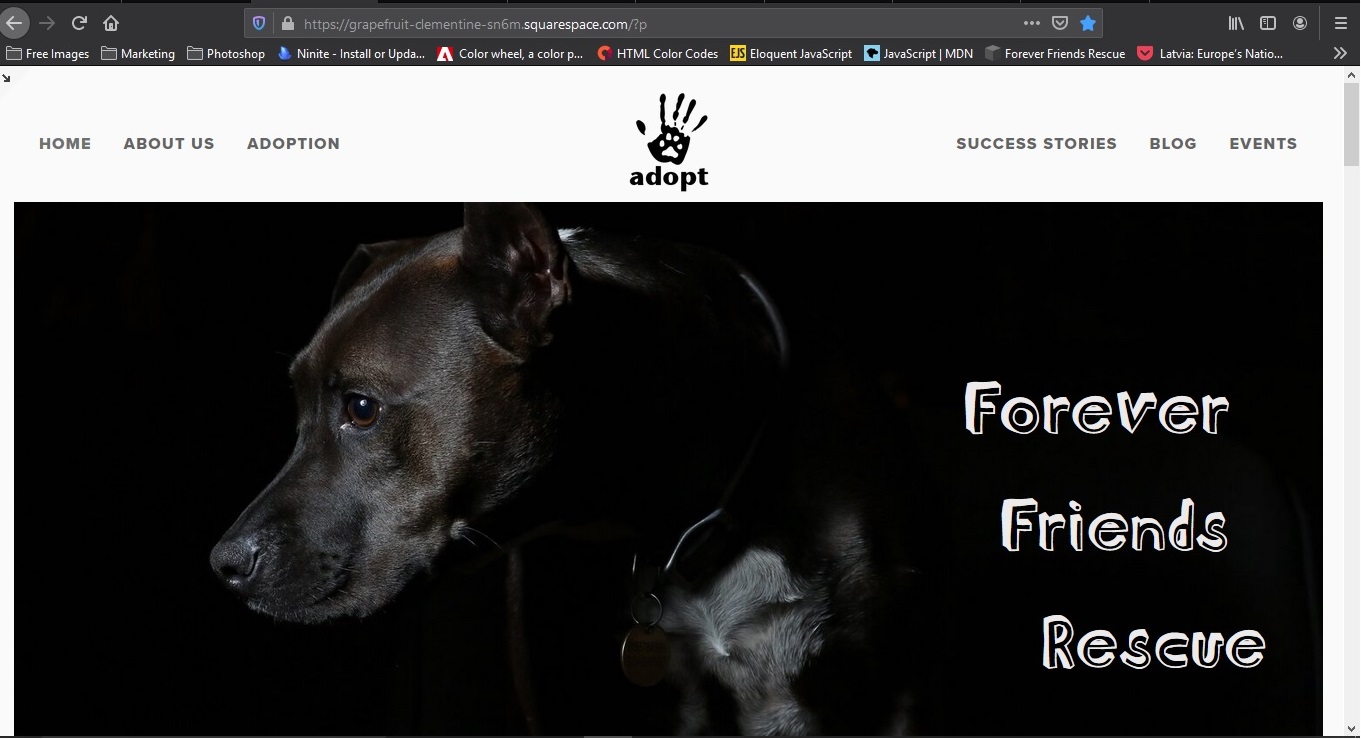 https://grapefruit-clementine-sn6m.squarespace.com/?p
Free Images Marketing Photoshop Ninite - Install or Upda... Color wheel, a color p... HTML Color Codes EJS Eloquent JavaScript JavaScript | MDN Forever Friends Rescue Latvia: Europe's Natio...
HOME ABOUT US ADOPTION
adopt
SUCCESS STORIES BLOG EVENTS
Forever
Friends
Rescue